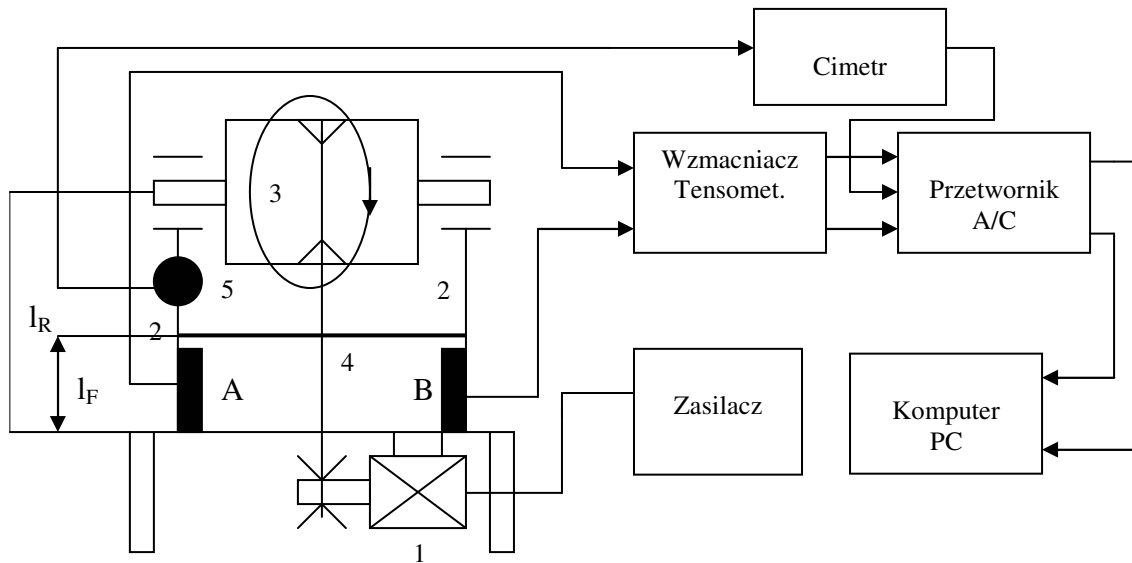 Cimetr
Wzmacniacz
Tensomet.
Przetwornik
A/C
3
5
2
l_R
2
4
l_F
A
B
Zasilacz
Komputer
PC
1